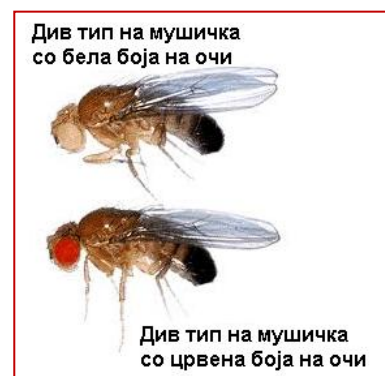 Див тип на мушичка
со бела боја на очи
Див тип на мушичка
со црвена боја на очи